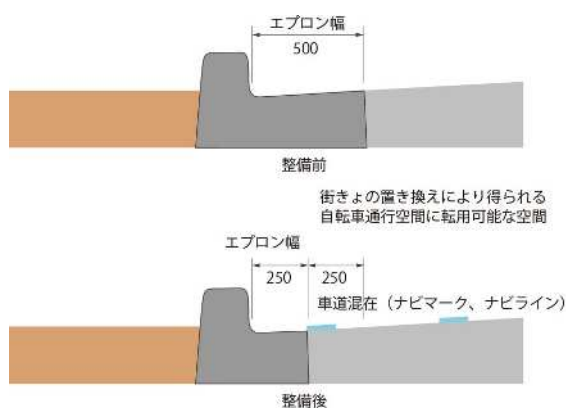 エプロン幅
500
整備前
街きょの置き換えにより得られる
自転車通行空間に転用可能な空間
エプロン幅
250 250
車道混在（ナビマーク、ナビライン）
整備後